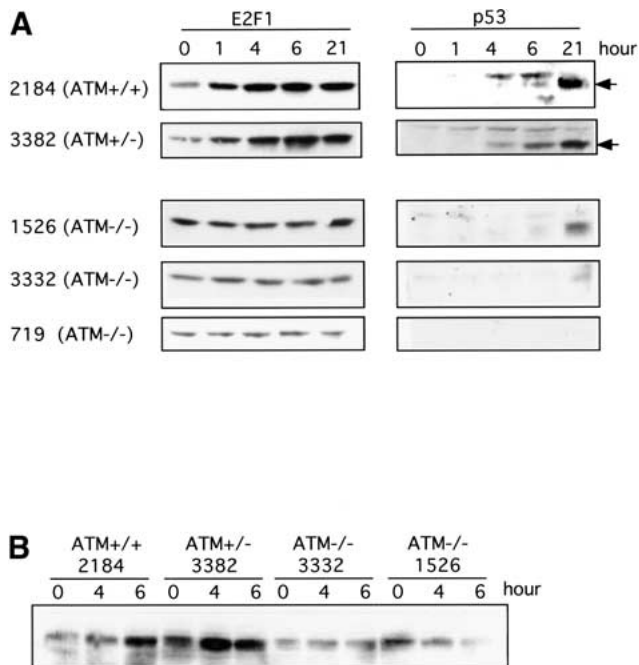 A
E2F1 p53
0 1 4 6 21 0 1 4 6 21 hour
2184 (ATM+/+)
3382 (ATM+/-)
1526 (ATM-/-)
3332 (ATM-/-)
719 (ATM-/-)
B
ATM+/+ ATM+/- ATM-/- ATM-/-
2184 3382 3332 1526
0 4 6 0 4 6 0 4 6 0 4 6 hour